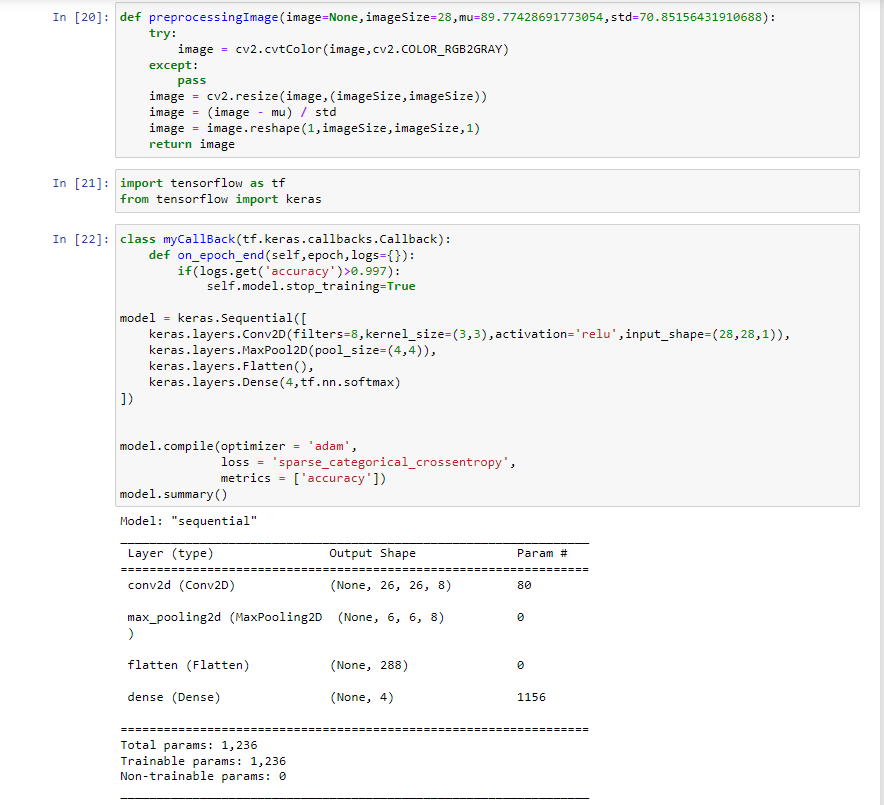 In [20]: def preprocessingImage(image=None,imageSize=28,mu=89.77428691773054,std=70.85156431910688):
    try:
        image = cv2.cvtColor(image,cv2.COLOR_RGB2GRAY)
    except:
        pass
    image = cv2.resize(image,(imageSize,imageSize))
    image = (image - mu) / std
    image = image.reshape(1,imageSize,imageSize,1)
    return image
In [21]: import tensorflow as tf
from tensorflow import keras
In [22]: class myCallBack(tf.keras.callbacks.Callback):
    def on_epoch_end(self,epoch,logs={}):
        if(logs.get('accuracy')>0.997):
            self.model.stop_training=True
model = keras.Sequential([
    keras.layers.Conv2D(filters=8,kernel_size=(3,3),activation='relu',input_shape=(28,28,1)),
    keras.layers.MaxPool2D(pool_size=(4,4)),
    keras.layers.Flatten(),
    keras.layers.Dense(4,tf.nn.softmax)
])
model.compile(optimizer = 'adam',
              loss = 'sparse_categorical_crossentropy',
              metrics = ['accuracy'])
model.summary()
Model: "sequential"
_________________________________________________________________
Layer (type) Output Shape Param #
=================================================================
conv2d (Conv2D) (None, 26, 26, 8) 80
max_pooling2d (MaxPooling2D (None, 6, 6, 8) 0
)
flatten (Flatten) (None, 288) 0
dense (Dense) (None, 4) 1156
=================================================================
Total params: 1,236
Trainable params: 1,236
Non-trainable params: 0
_________________________________________________________________